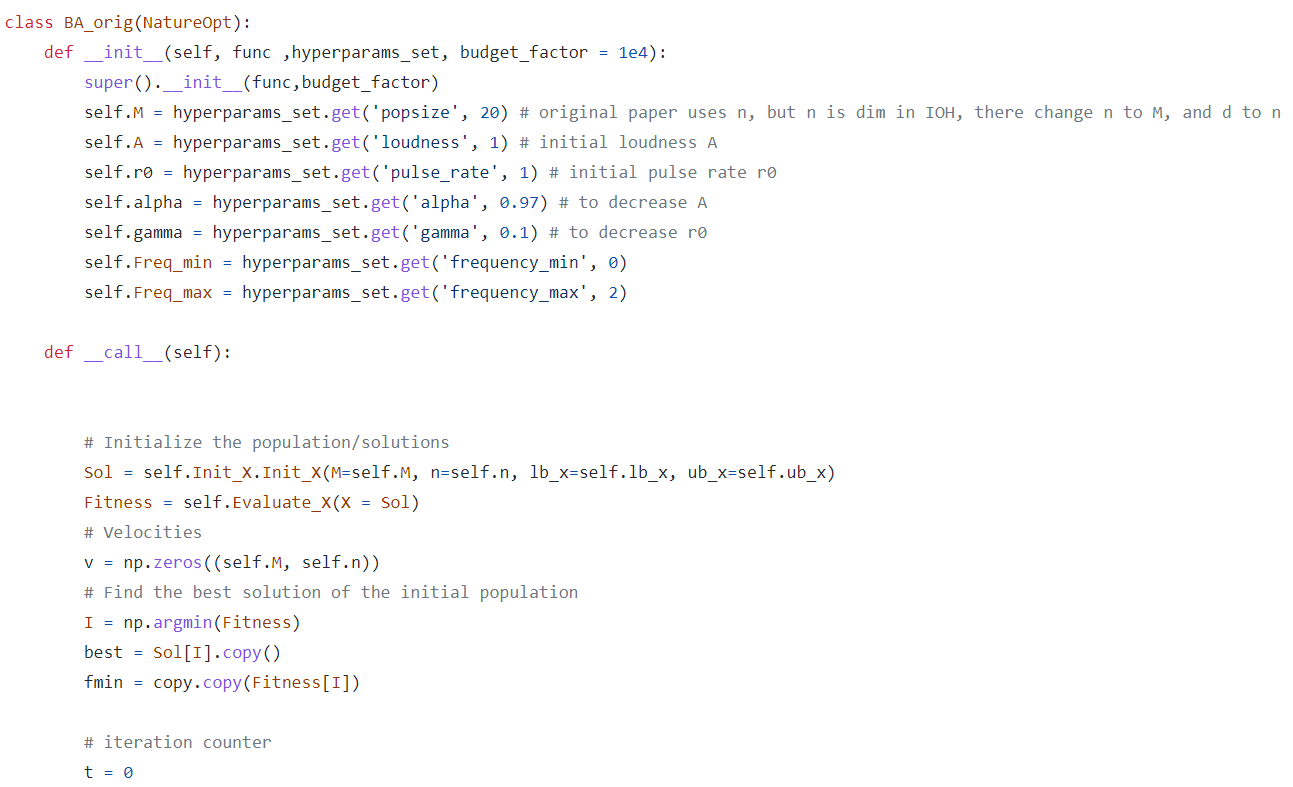 class BA_orig(NatureOpt):
    def __init__(self, func ,hyperparams_set, budget_factor = 1e4):
        super().__init__(func,budget_factor)
        self.M = hyperparams_set.get('popsize', 20) # original paper uses n, but n is dim in IOH, there change n to M, and d to n
        self.A = hyperparams_set.get('loudness', 1) # initial loudness A
        self.r0 = hyperparams_set.get('pulse_rate', 1) # initial pulse rate r0
        self.alpha = hyperparams_set.get('alpha', 0.97) # to decrease A
        self.gamma = hyperparams_set.get('gamma', 0.1) # to decrease r0
        self.Freq_min = hyperparams_set.get('frequency_min', 0)
        self.Freq_max = hyperparams_set.get('frequency_max', 2)
    def __call__(self):
        # Initialize the population/solutions
        Sol = self.Init_X.Init_X(M=self.M, n=self.n, lb_x=self.lb_x, ub_x=self.ub_x)
        Fitness = self.Evaluate_X(X = Sol)
        # Velocities
        v = np.zeros((self.M, self.n))
        # Find the best solution of the initial population
        I = np.argmin(Fitness)
        best = Sol[I].copy()
        fmin = copy.copy(Fitness[I])
        # iteration counter
        t = 0